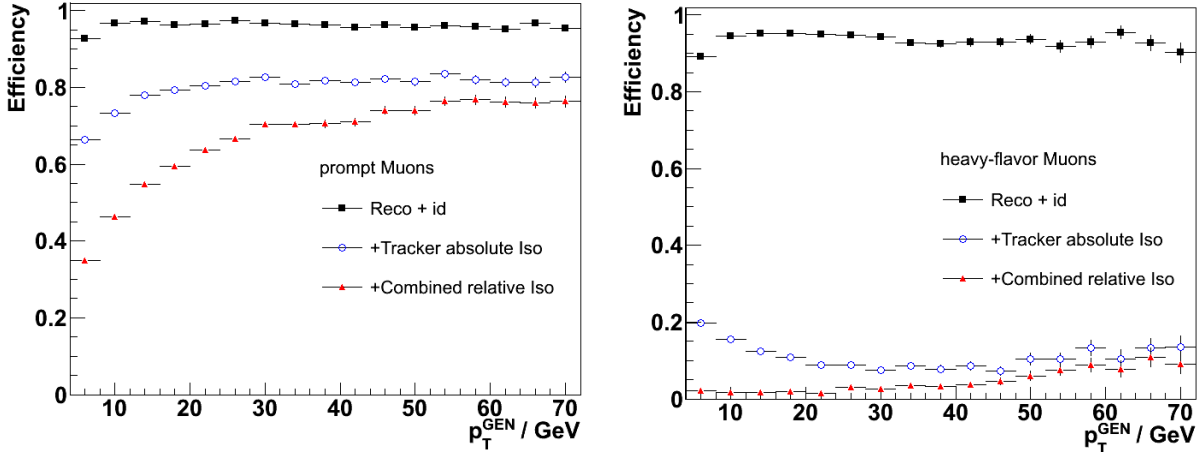 Efficiency
1
0.8
0.6
0.4
0.2
0
prompt Muons
Reco + id
+Tracker absolute Iso
+Combined relative Iso
10 20 30 40 50 60 70
p_T^GEN / GeV
Efficiency
1
0.8
0.6
0.4
0.2
0
heavy-flavor Muons
Reco + id
+Tracker absolute Iso
+Combined relative Iso
10 20 30 40 50 60 70
p_T^GEN / GeV